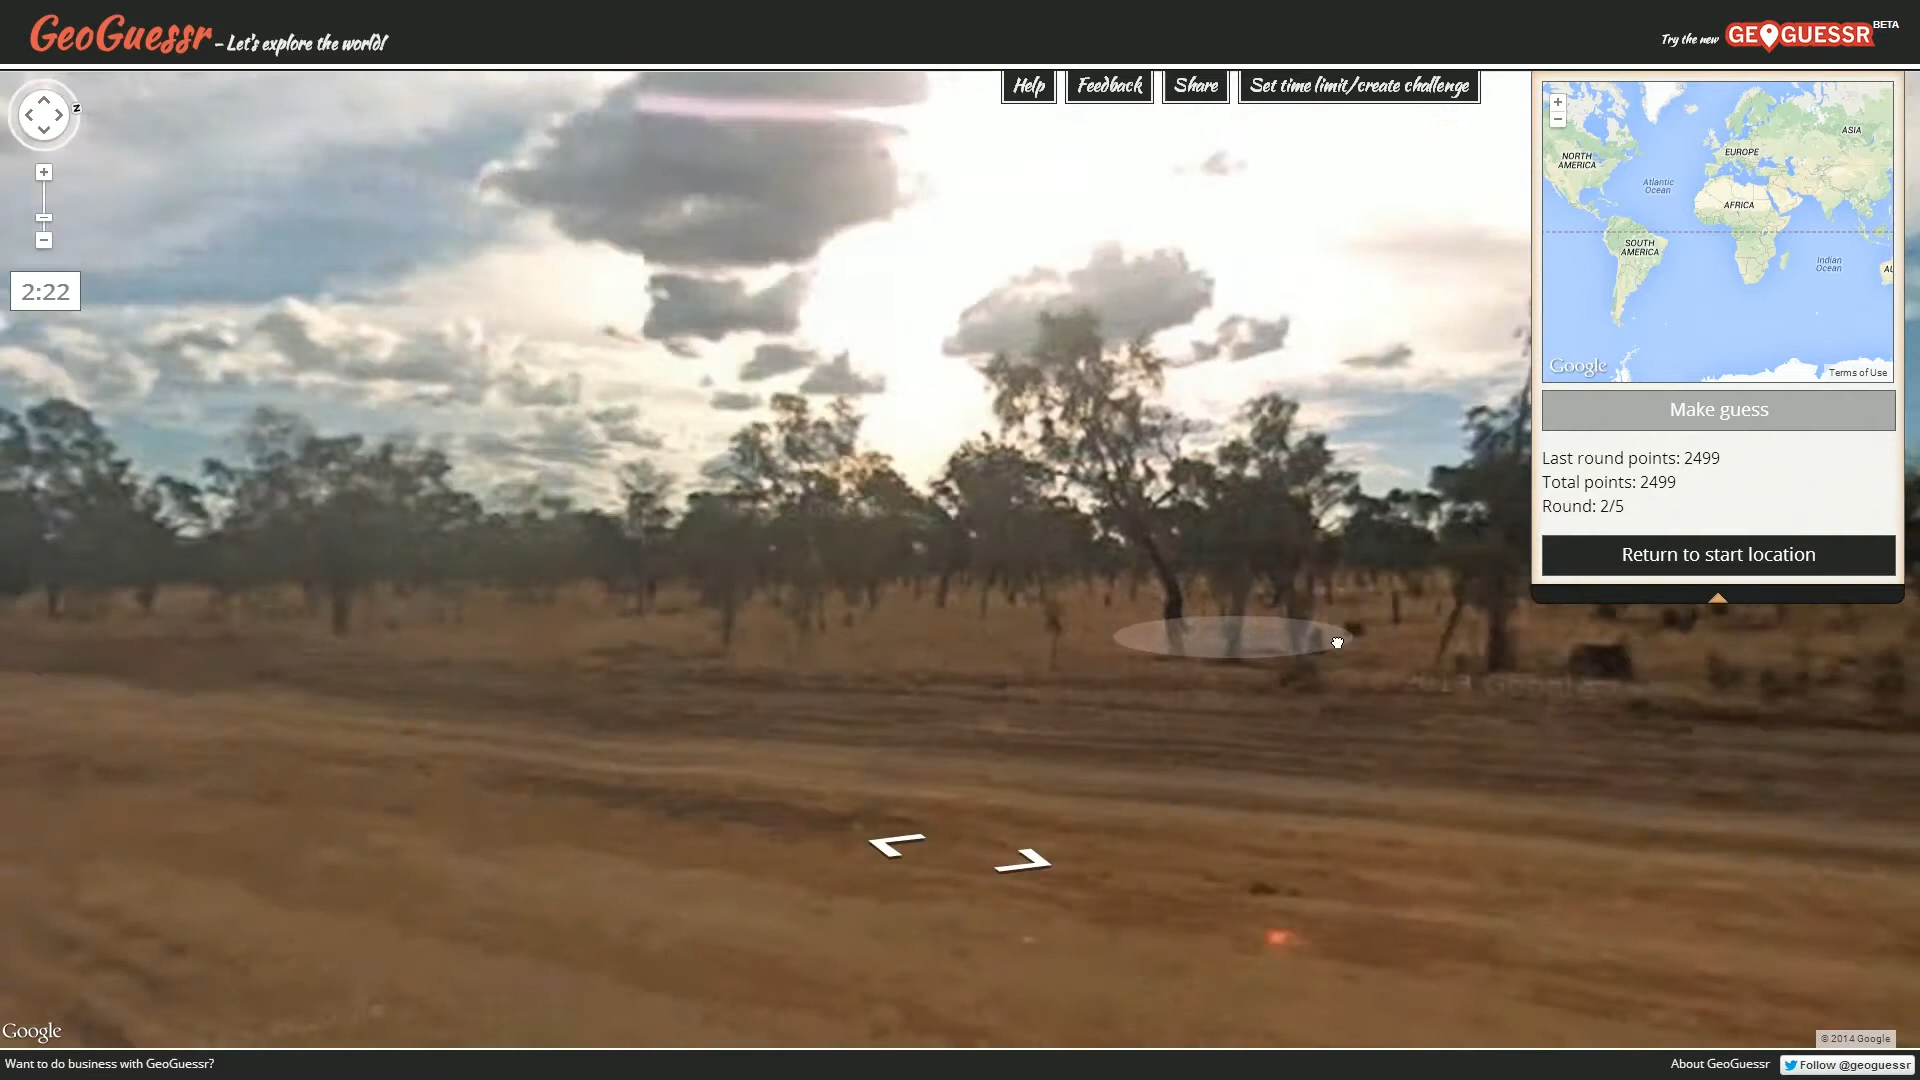 GeoGuessr - Let's explore the world!
Try the new GEOGUESSR BETA
Help
Feedback
Share
Set time limit/create challenge
N
2:22
NORTH AMERICA
Atlantic Ocean
EUROPE
ASIA
AFRICA
SOUTH AMERICA
Indian Ocean
AU
Google
Terms of Use
Make guess
Last round points: 2499
Total points: 2499
Round: 2/5
Return to start location
Google
© 2014 Google
Want to do business with GeoGuessr?
About GeoGuessr
Follow @geoguessr